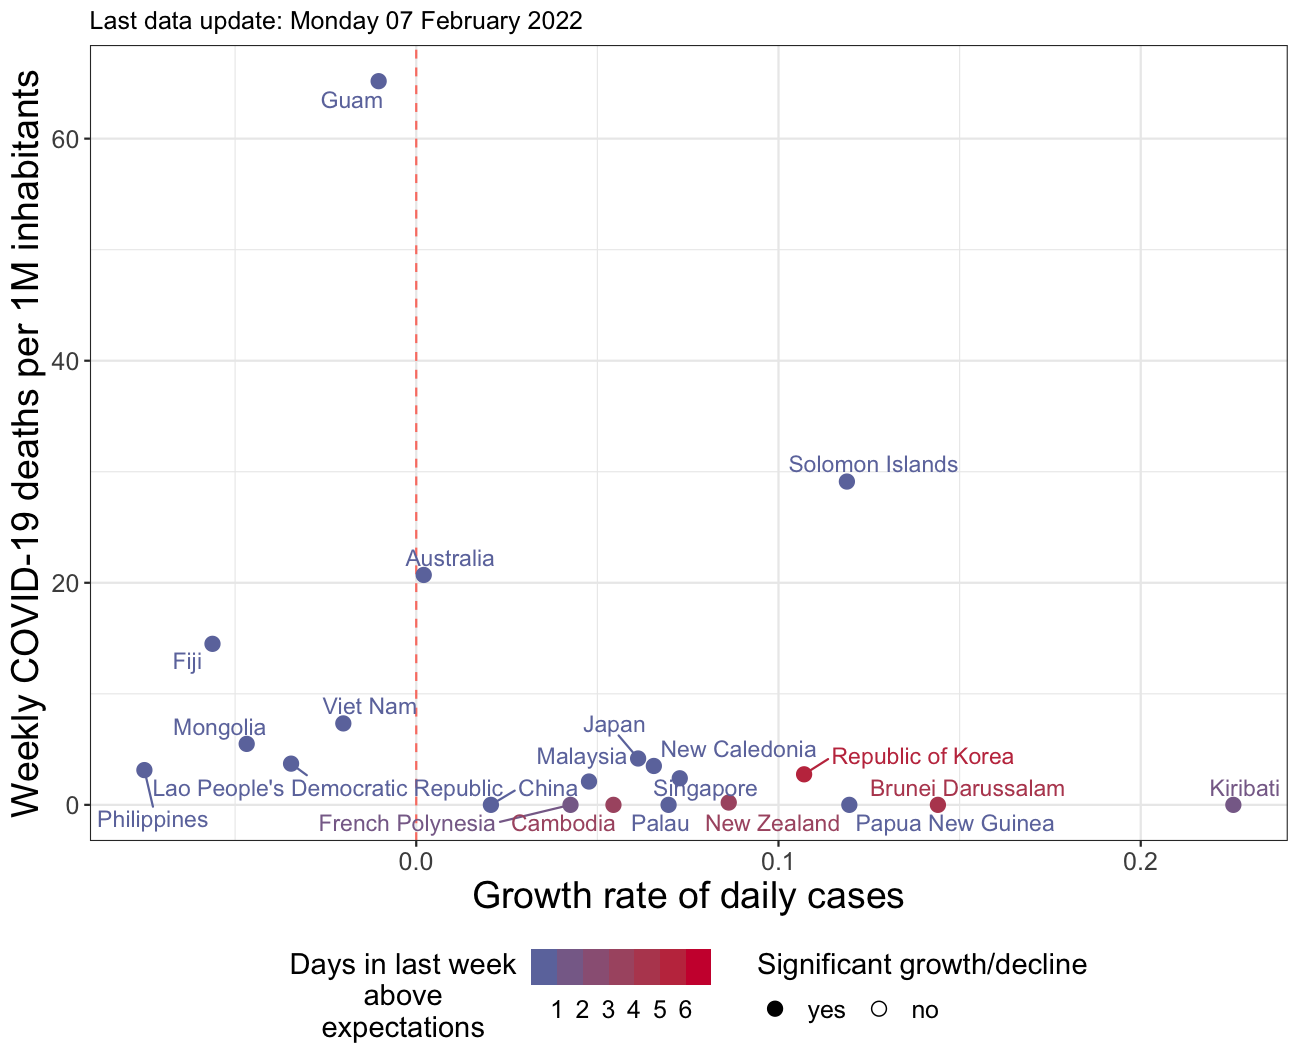 Last data update: Monday 07 February 2022
Weekly COVID-19 deaths per 1M inhabitants
60
40
20
0
Guam
Solomon Islands
Australia
Fiji
Viet Nam
Mongolia
Japan
New Caledonia
Malaysia
Republic of Korea
Lao People's Democratic Republic
China
Singapore
Brunei Darussalam
Kiribati
Philippines
French Polynesia
Cambodia
Palau
New Zealand
Papua New Guinea
0.0
0.1
0.2
Growth rate of daily cases
Days in last week
above
expectations
1 2 3 4 5 6
Significant growth/decline
yes
no